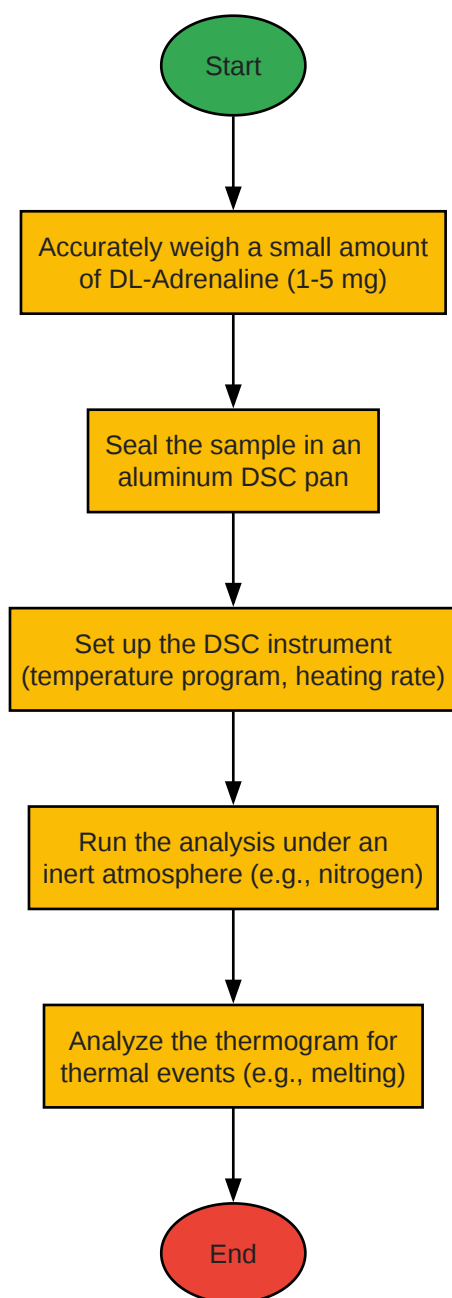 Start
Accurately weigh a small amount
of DL-Adrenaline (1-5 mg)
Seal the sample in an
aluminum DSC pan
Set up the DSC instrument
(temperature program, heating rate)
Run the analysis under an
inert atmosphere (e.g., nitrogen)
Analyze the thermogram for
thermal events (e.g., melting)
End